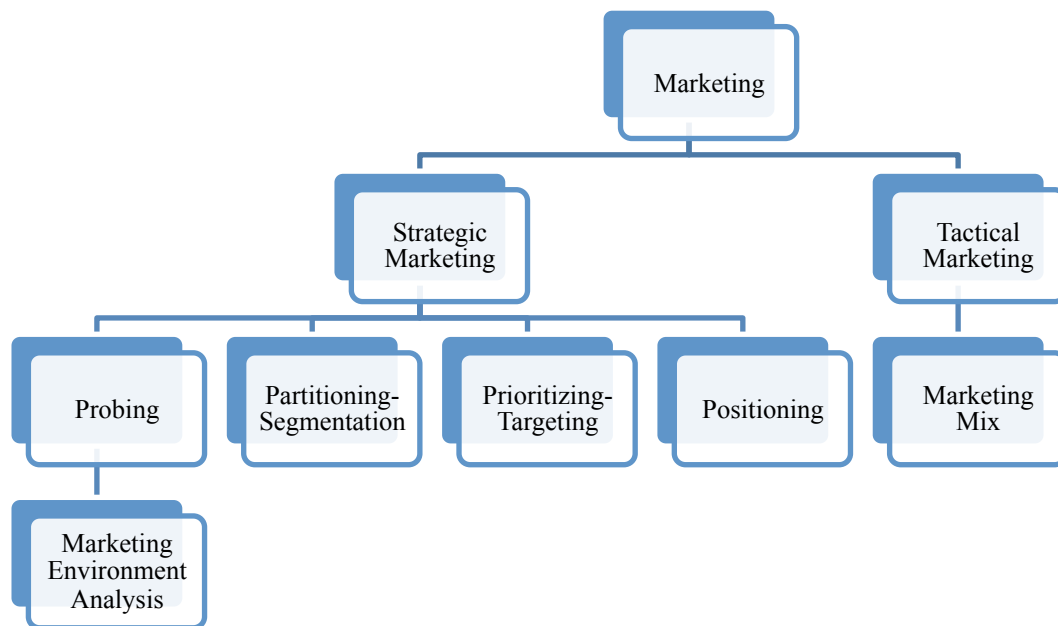 Marketing
Strategic
Marketing
Tactical
Marketing
Probing
Partitioning-
Segmentation
Prioritizing-
Targeting
Positioning
Marketing
Mix
Marketing
Environment
Analysis